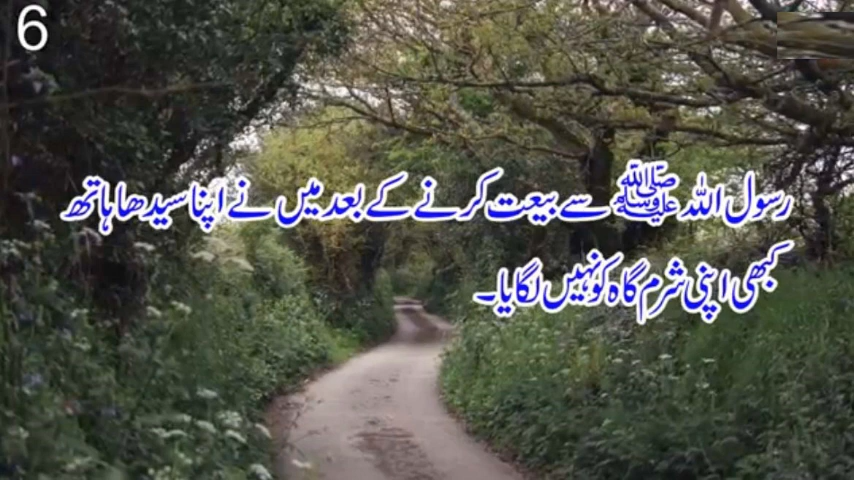 6
رسول اللہ ﷺ سے بیعت کرنے کے بعد میں نے اپنا سیدھا ہاتھ
کبھی اپنی شرم گاہ کو نہیں لگایا۔